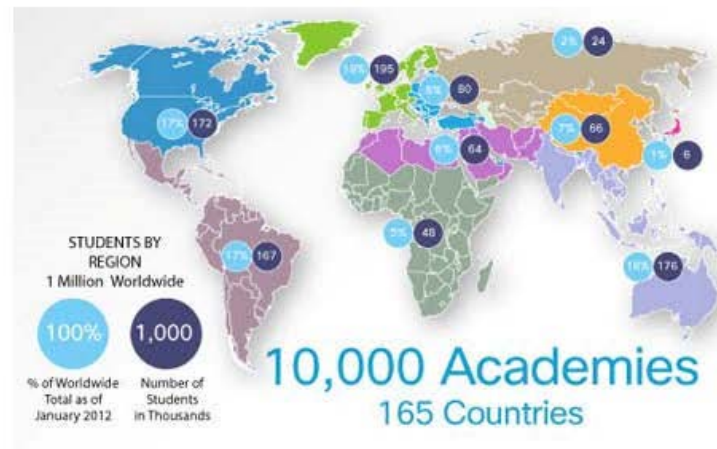 2% 24
19% 195
8% 80
17% 172
7% 66
6% 64
1% 6
5% 48
17% 167
18% 176
STUDENTS BY
REGION
1 Million Worldwide
100% 1,000
% of Worldwide
Total as of
January 2012
Number of
Students
in Thousands
10,000 Academies
165 Countries